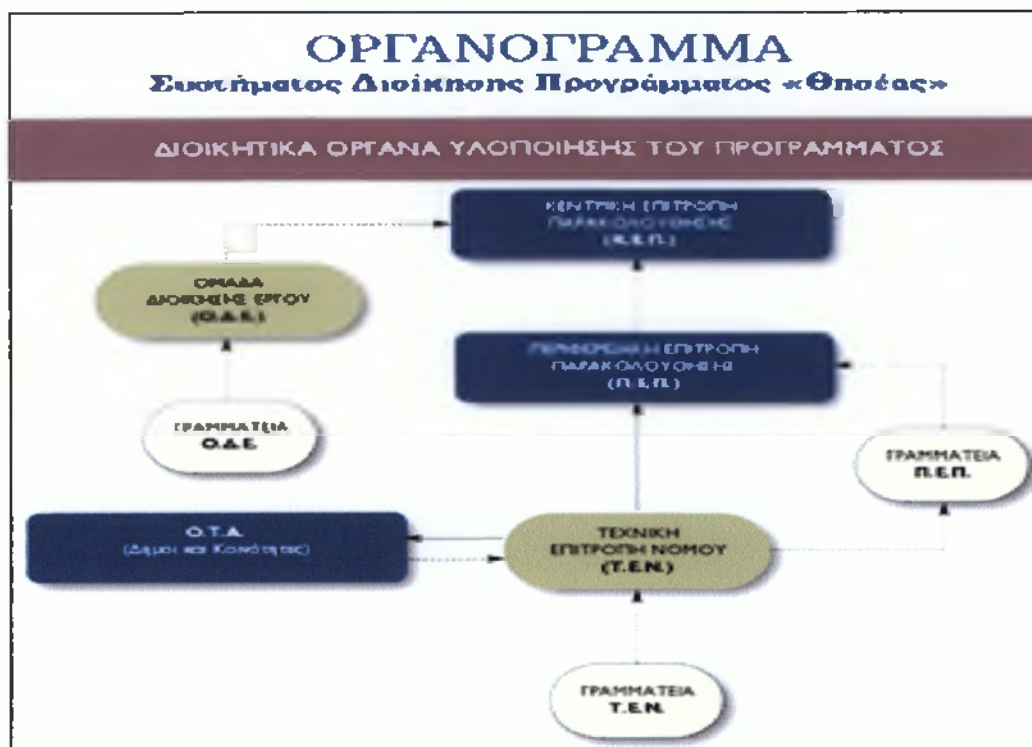 ΟΡΓΑΝΟΓΡΑΜΜΑ
Συστήματος Διοίκησης Προγράμματος «Θησέας»
ΔΙΟΙΚΗΤΙΚΑ ΟΡΓΑΝΑ ΥΛΟΠΟΙΗΣΗΣ ΤΟΥ ΠΡΟΓΡΑΜΜΑΤΟΣ
ΚΕΝΤΡΙΚΗ ΕΠΙΤΡΟΠΗ
ΠΑΡΑΚΟΛΟΥΘΗΣΗΣ
(Κ.Ε.Π.)
ΟΜΑΔΑ
ΔΙΟΙΚΗΣΗΣ ΕΡΓΟΥ
(Ο.Δ.Ε.)
ΠΕΡΙΦΕΡΕΙΑΚΗ ΕΠΙΤΡΟΠΗ
ΠΑΡΑΚΟΛΟΥΘΗΣΗΣ
(Π.Ε.Π.)
ΓΡΑΜΜΑΤΕΙΑ
Ο.Δ.Ε.
ΓΡΑΜΜΑΤΕΙΑ
Π.Ε.Π.
Ο.Τ.Α.
(Δήμοι και Κοινότητες)
ΤΕΧΝΙΚΗ
ΕΠΙΤΡΟΠΗ ΝΟΜΟΥ
(Τ.Ε.Ν.)
ΓΡΑΜΜΑΤΕΙΑ
Τ.Ε.Ν.